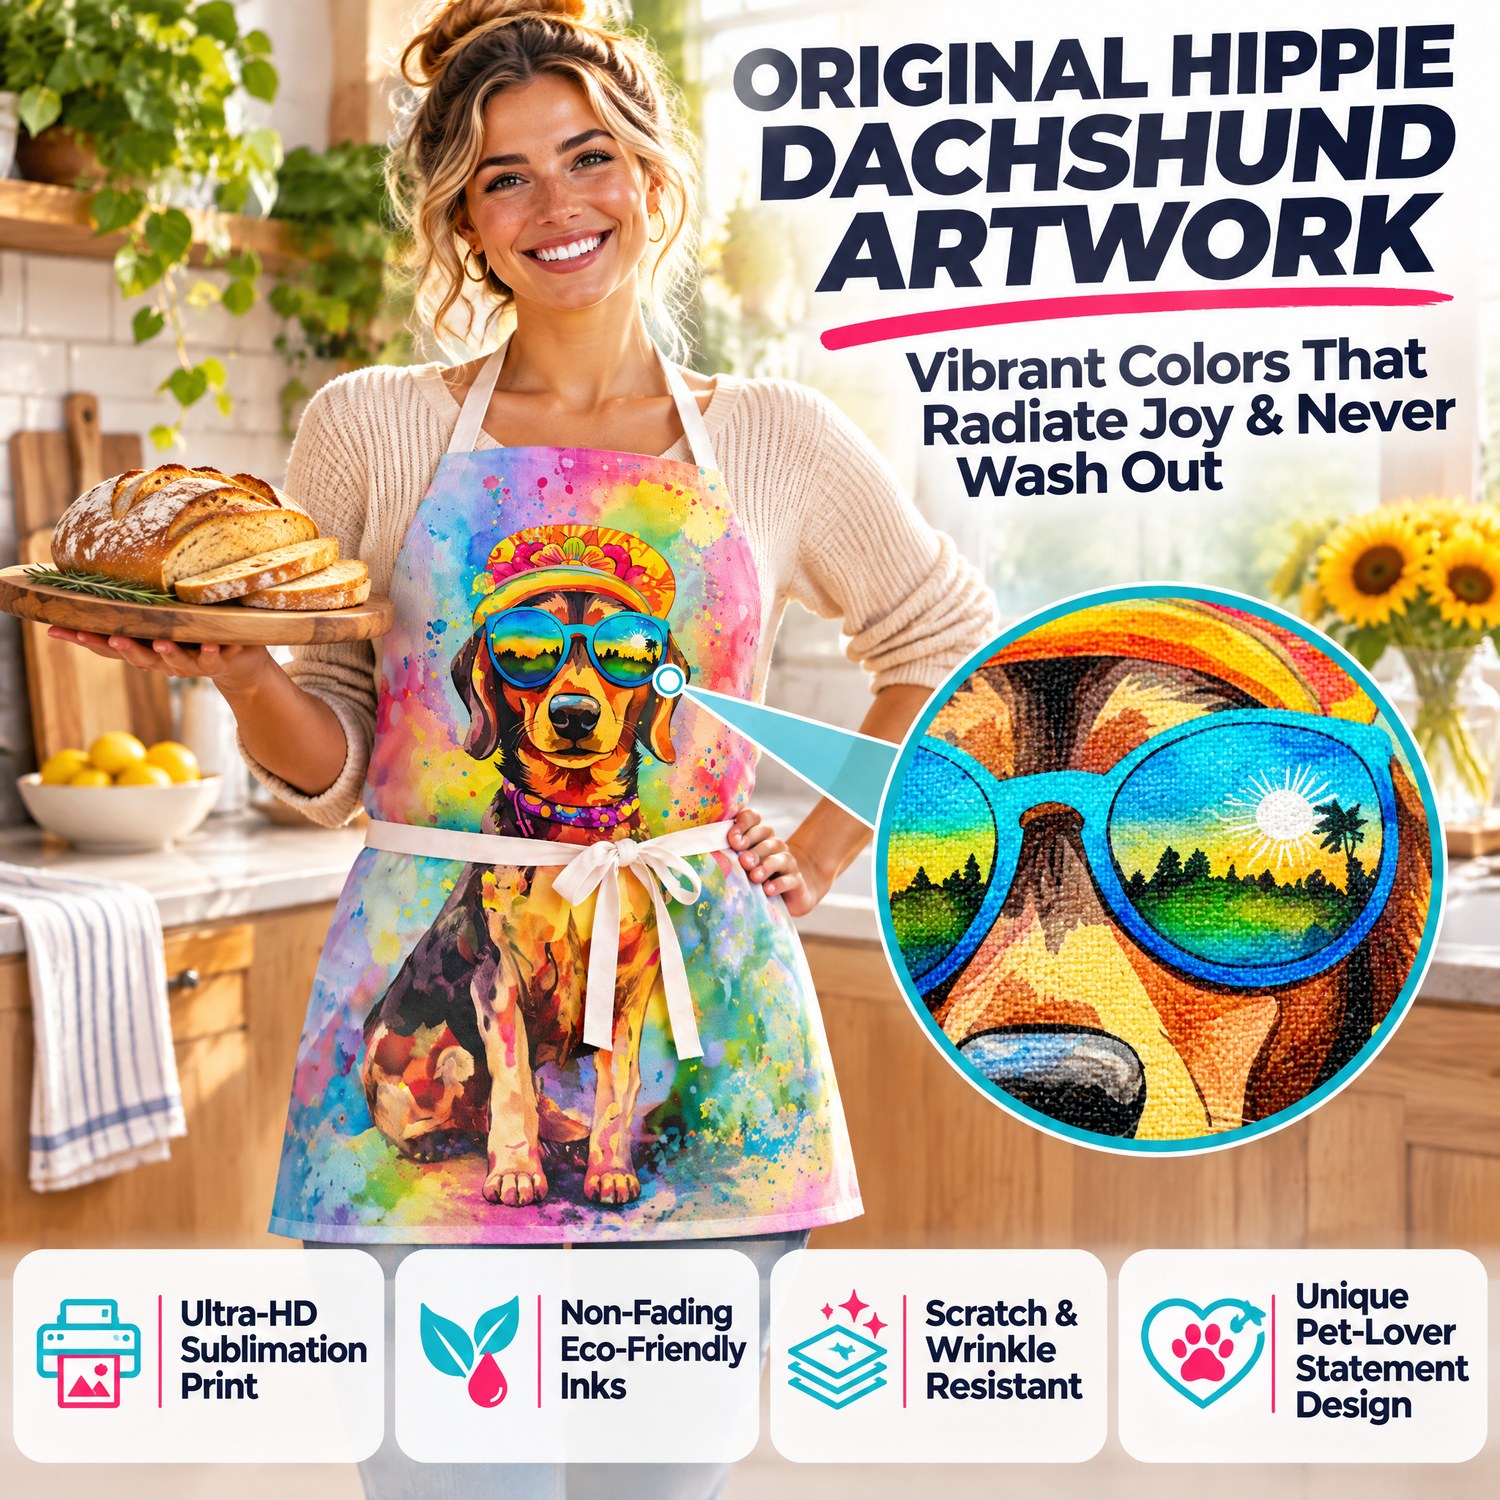 ORIGINAL HIPPIE
DACHSHUND
ARTWORK
Vibrant Colors That
Radiate Joy & Never
Wash Out
Ultra-HD
Sublimation
Print
Non-Fading
Eco-Friendly
Inks
Scratch &
Wrinkle
Resistant
Unique
Pet-Lover
Statement
Design